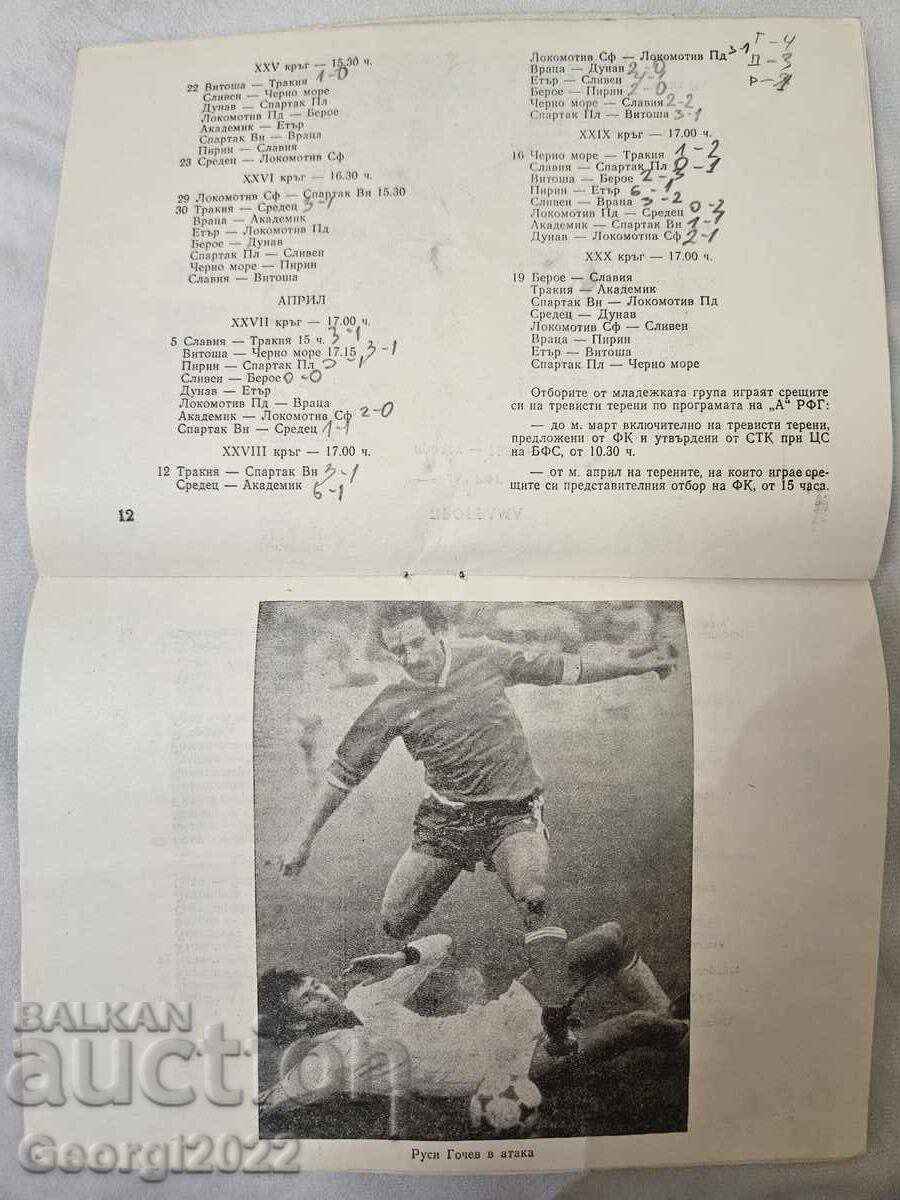 XXV кръг — 15.30 ч.
22 Витоша — Тракия 1-0
Сливен — Черно море
Дунав — Спартак Пл
Локомотив Пд — Берое
Академик — Етър
Спартак Вн — Враца
Пирин — Славия
23 Средец — Локомотив Сф
XXVI кръг — 16.30 ч.
29 Локомотив Сф — Спартак Вн 15.30
30 Тракия — Средец 3-1
Враца — Академик
Етър — Локомотив Пд
Берое — Дунав
Спартак Пл — Сливен
Черно море — Пирин
Славия — Витоша
АПРИЛ
XXVII кръг — 17.00 ч.
5 Славия — Тракия 15 ч. 3-1
Витоша — Черно море 17.15 3-1
Пирин — Спартак Пл
Сливен — Берое 0-0
Дунав — Етър
Локомотив Пд — Враца
Академик — Локомотив Сф 2-0
Спартак Вн — Средец 1-1
XXVIII кръг — 17.00 ч.
12 Тракия — Спартак Вн 3-1
Средец — Академик 6-1
12
Локомотив Сф — Локомотив Пд 3-1
Враца — Дунав 2-0
Етър — Сливен
Берое — Пирин 2-0
Черно море — Славия 2-2
Спартак Пл — Витоша 3-1
Г-4
Д-3
XXIX кръг — 17.00 ч.
16 Черно море — Тракия 1-2
Славия — Спартак Пл 0-1
Витоша — Берое 2-3
Пирин — Етър 6-1
Сливен — Враца 3-2
Локомотив Пд — Средец 0-2
Академик — Спартак Вн 1-1
Дунав — Локомотив Сф 2-1
XXX кръг — 17.00 ч.
19 Берое — Славия
Тракия — Академик
Спартак Вн — Локомотив Пд
Средец — Дунав
Локомотив Сф — Сливен
Враца — Пирин
Етър — Витоша
Спартак Пл — Черно море
Отборите от младежката група играят срещите
си на тревисти терени по програмата на „А“ РФГ:
— до м. март включително на тревисти терени,
предложени от ФК и утвърдени от СТК при ЦС
на БФС, от 10.30 ч.
— от м. април на терените, на които играе сре-
щите си представителния отбор на ФК, от 15 часа.
Руси Гочев в атака
BALKAN
auction
Georgi2022